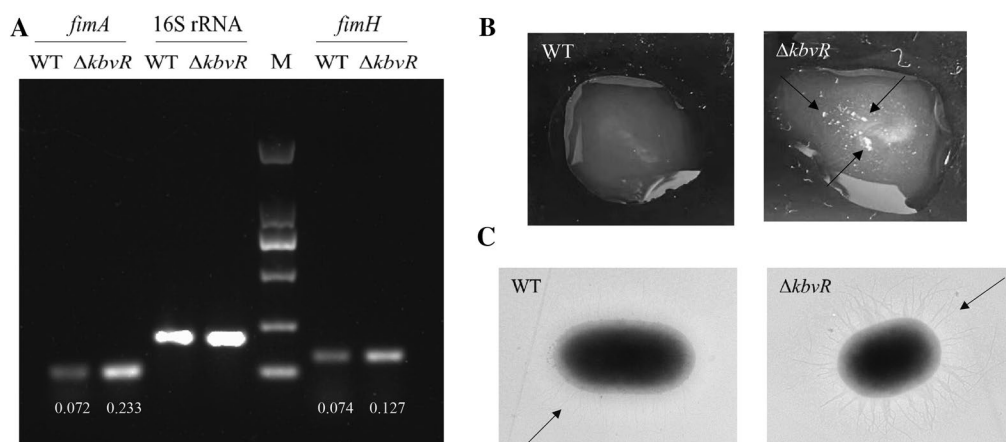 A
fimA 16S rRNA fimH
WT ΔkbvR WT ΔkbvR M WT ΔkbvR
0.072 0.233 0.074 0.127
B
WT ΔkbvR
C
WT ΔkbvR